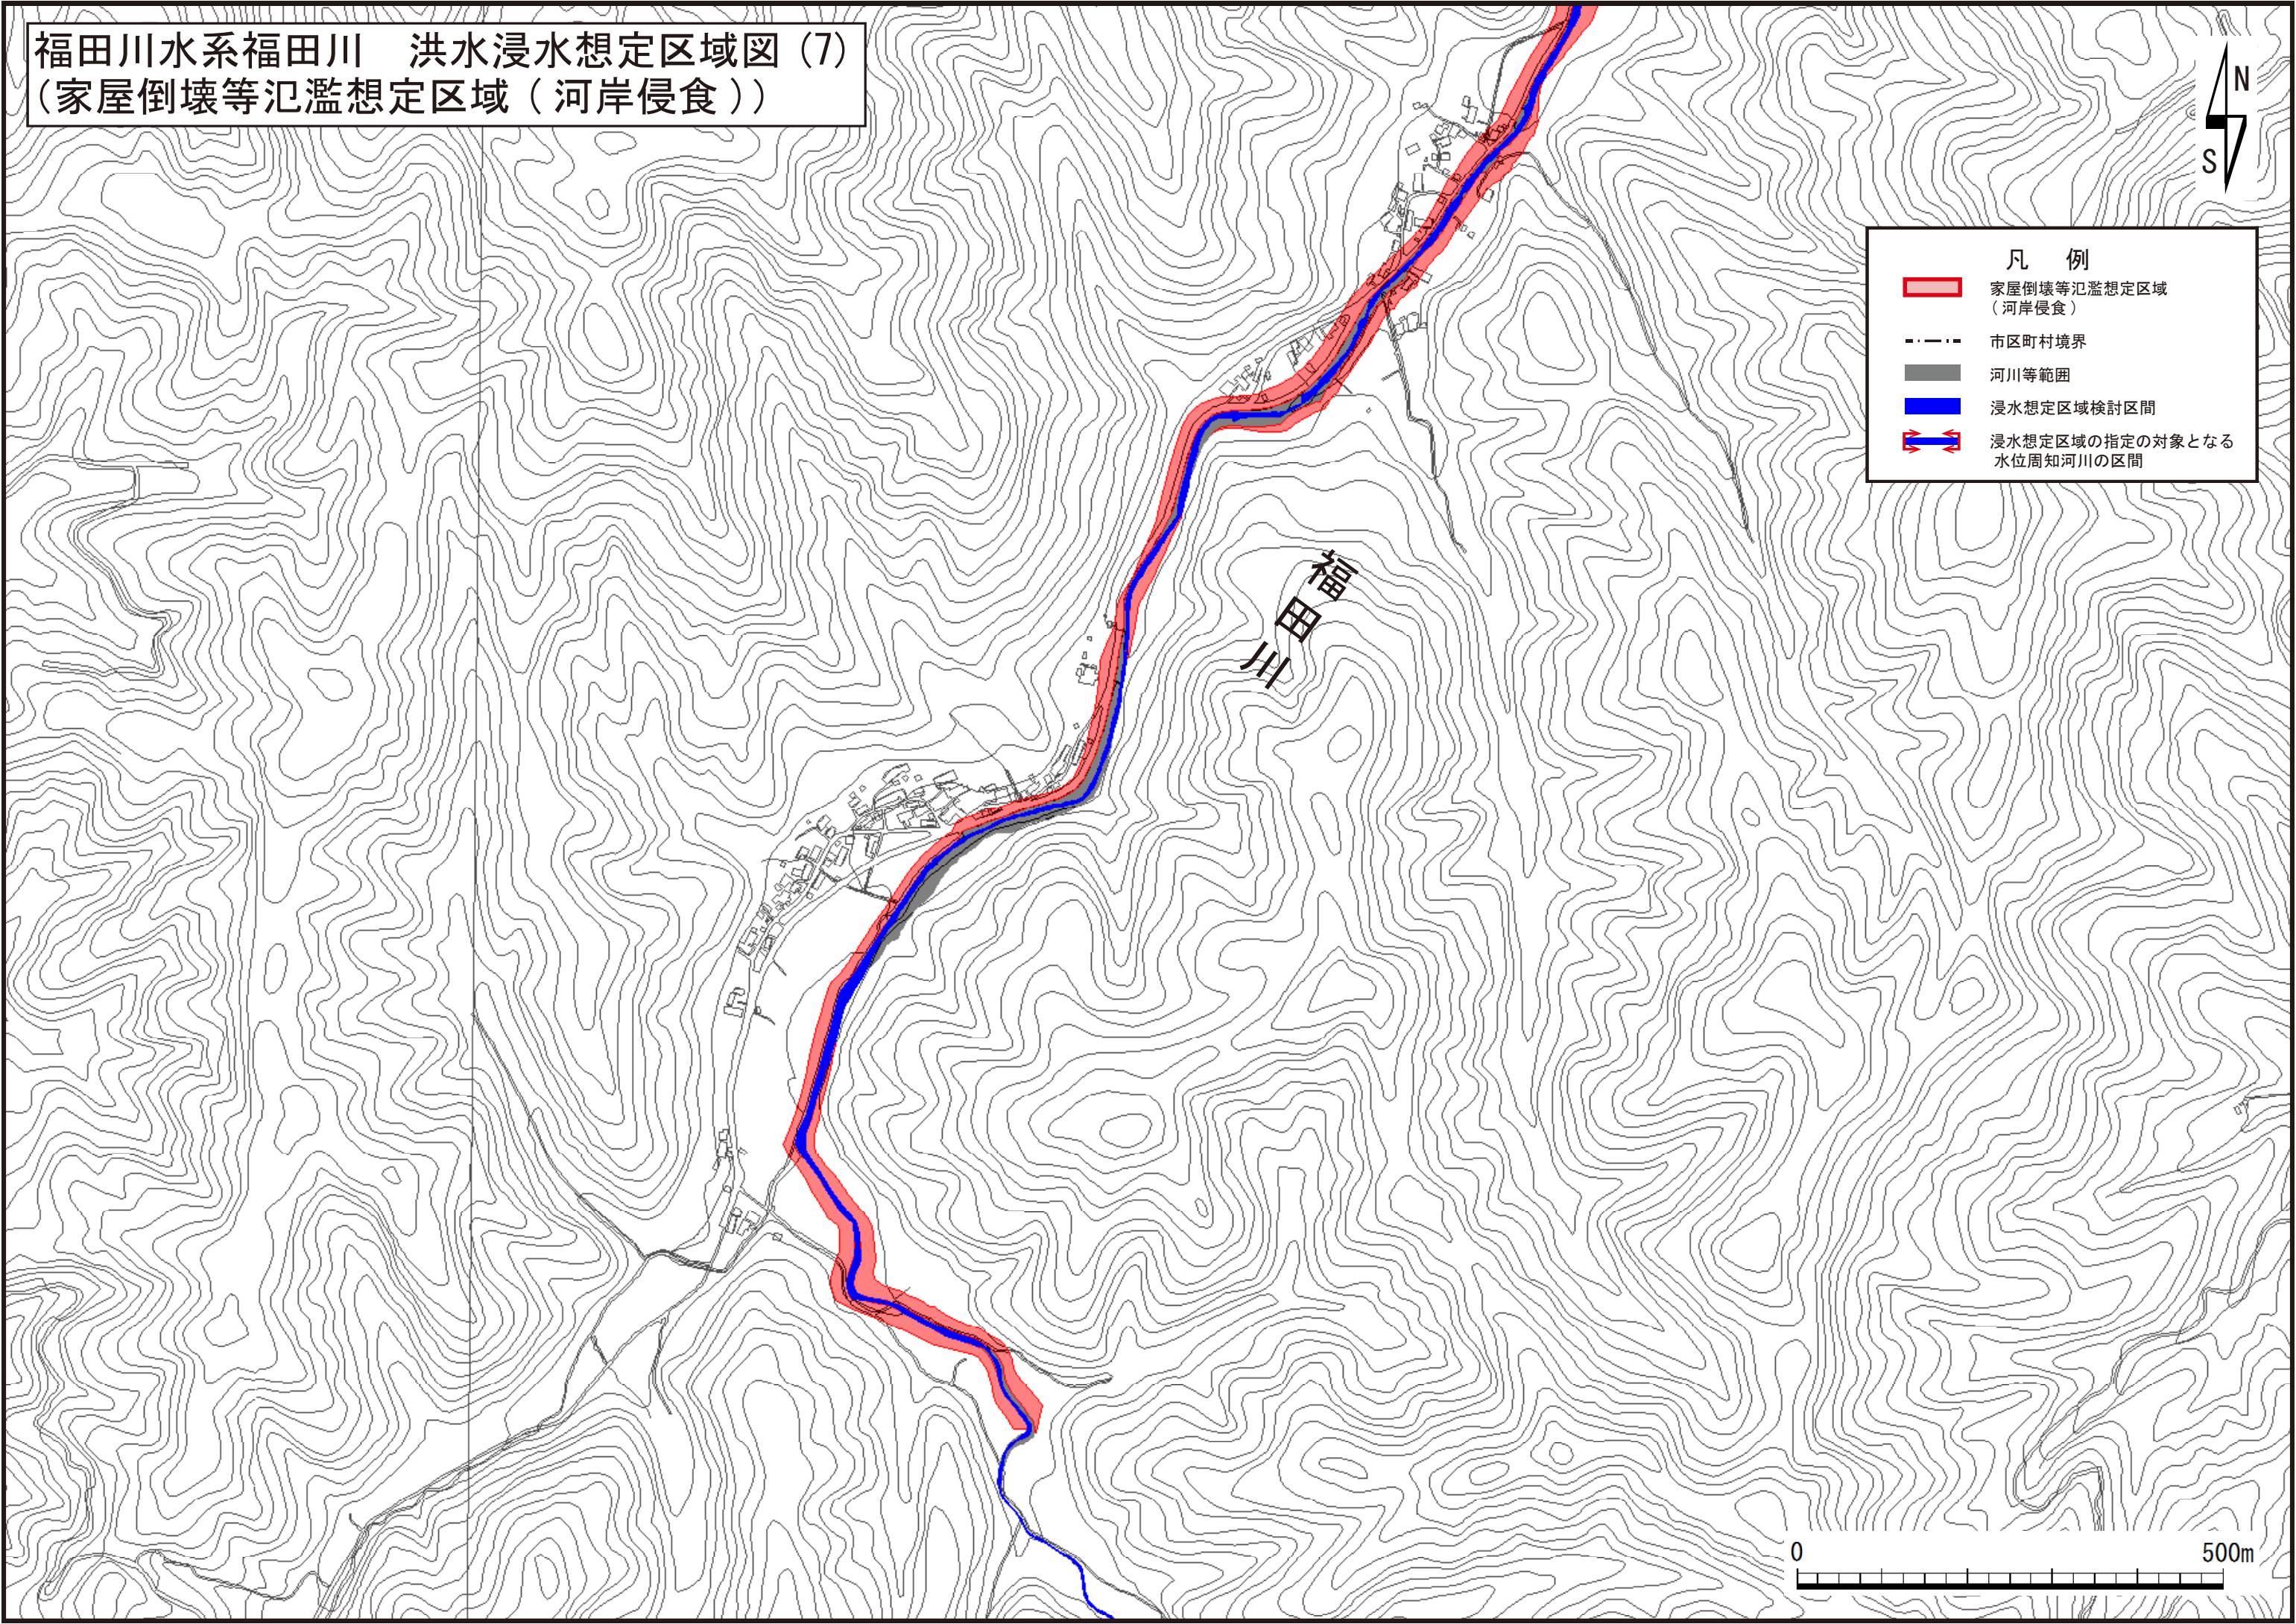 福田川水系福田川　洪水浸水想定区域図(7)
(家屋倒壊等氾濫想定区域(河岸侵食))
N
S
凡　例
家屋倒壊等氾濫想定区域
(河岸侵食)
市区町村境界
河川等範囲
浸水想定区域検討区間
浸水想定区域の指定の対象となる
水位周知河川の区間
福田川
0 500m